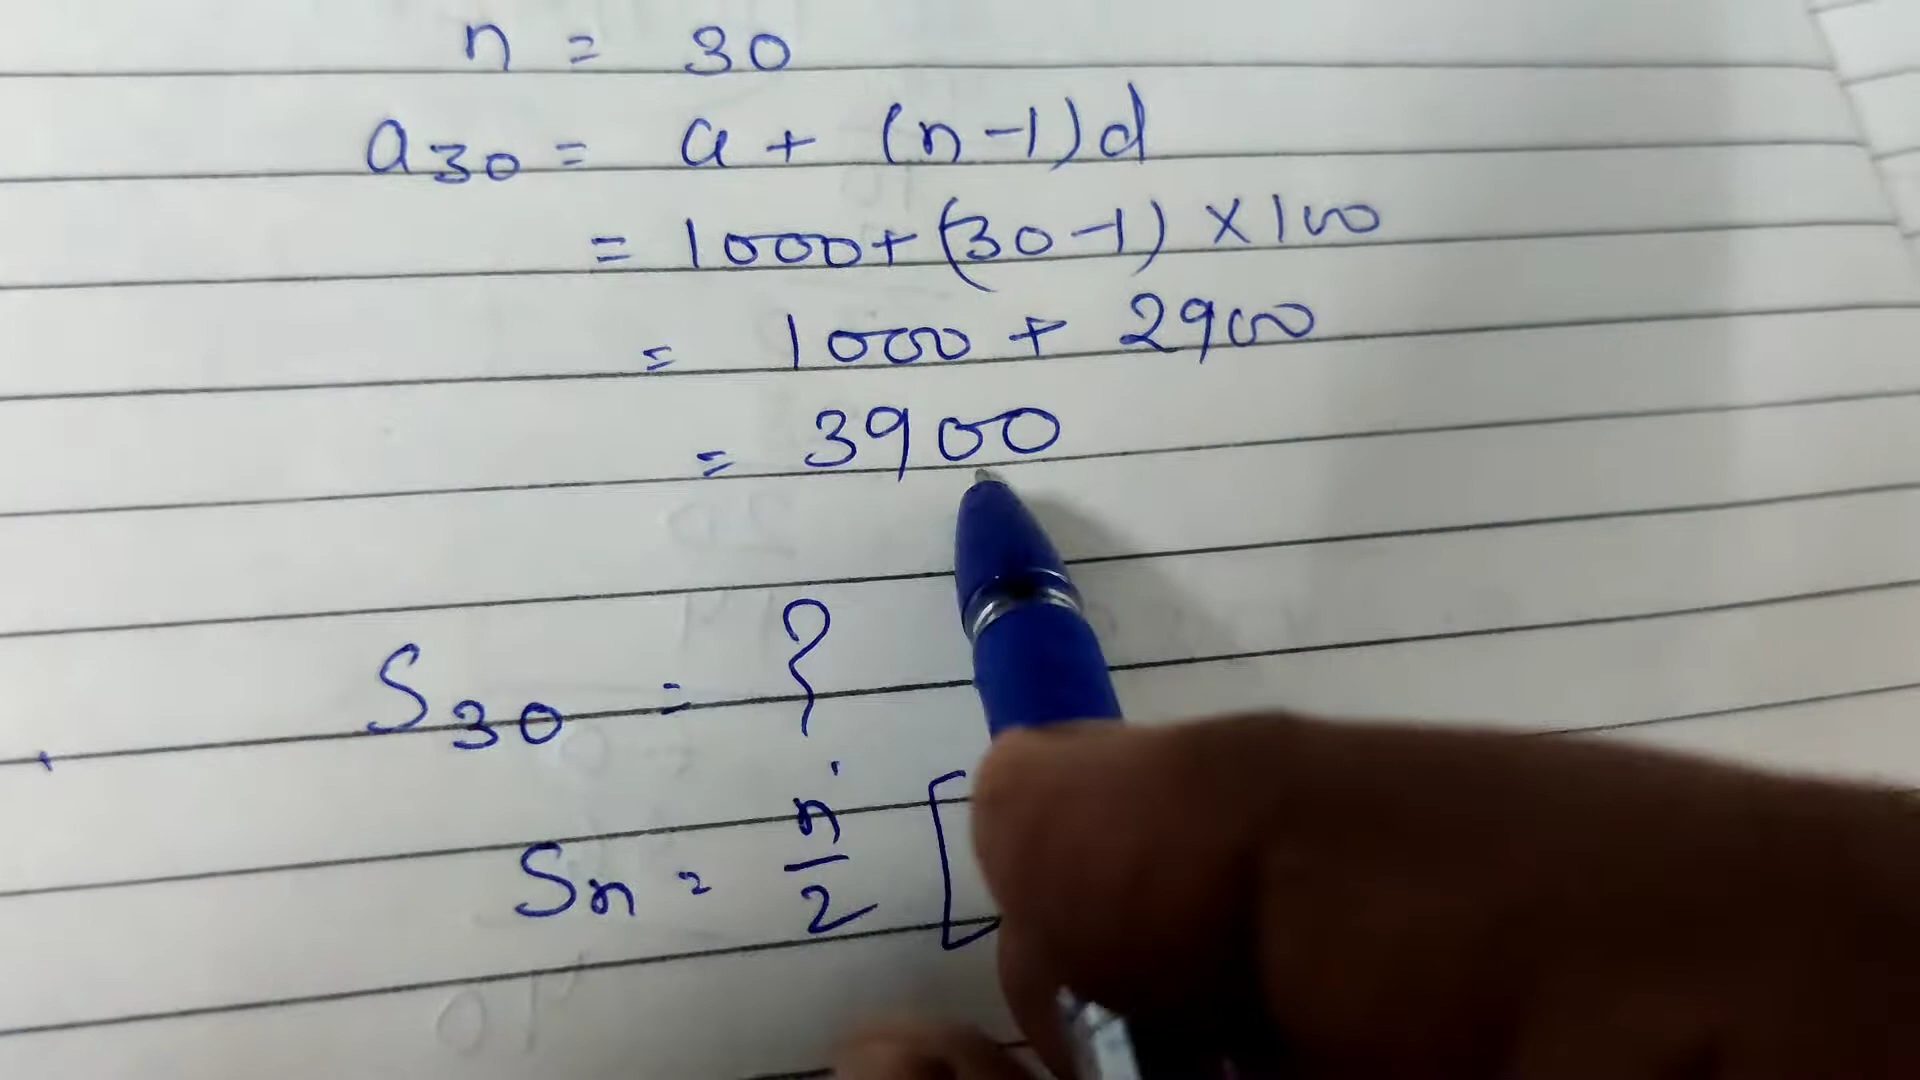 n = 30
a30 = a + (n-1)d
= 1000+(30-1) ×100
= 1000 + 2900
= 3900
S30 = ?
Sn = n/2 [